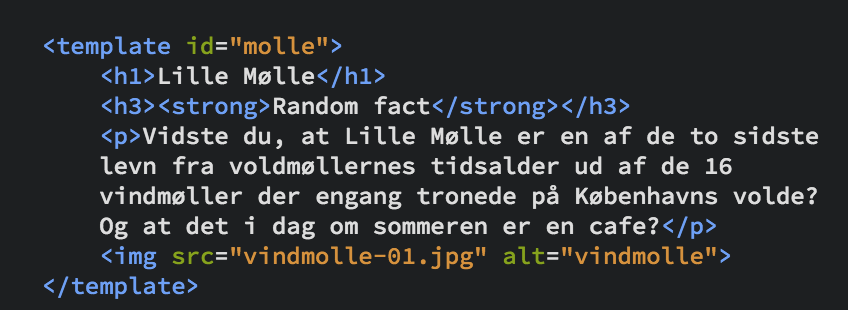 <template id="molle">
<h1>Lille Mølle</h1>
<h3><strong>Random fact</strong></h3>
<p>Vidste du, at Lille Mølle er en af de to sidste
levn fra voldmøllernes tidsalder ud af de 16
vindmøller der engang tronede på Københavns volde?
Og at det i dag om sommeren er en cafe?</p>
<img src="vindmolle-01.jpg" alt="vindmolle">
</template>